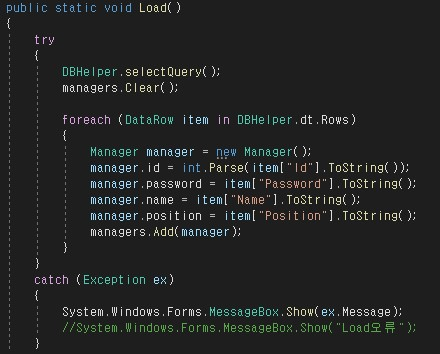 public static void Load()
{
try
{
DBHelper.selectQuery();
managers.Clear();
foreach (DataRow item in DBHelper.dt.Rows)
{
Manager manager = new Manager();
manager.id = int.Parse(item["Id"].ToString());
manager.password = item["Password"].ToString();
manager.name = item["Name"].ToString();
manager.position = item["Position"].ToString();
managers.Add(manager);
}
}
catch (Exception ex)
{
System.Windows.Forms.MessageBox.Show(ex.Message);
//System.Windows.Forms.MessageBox.Show("Load오류");
}